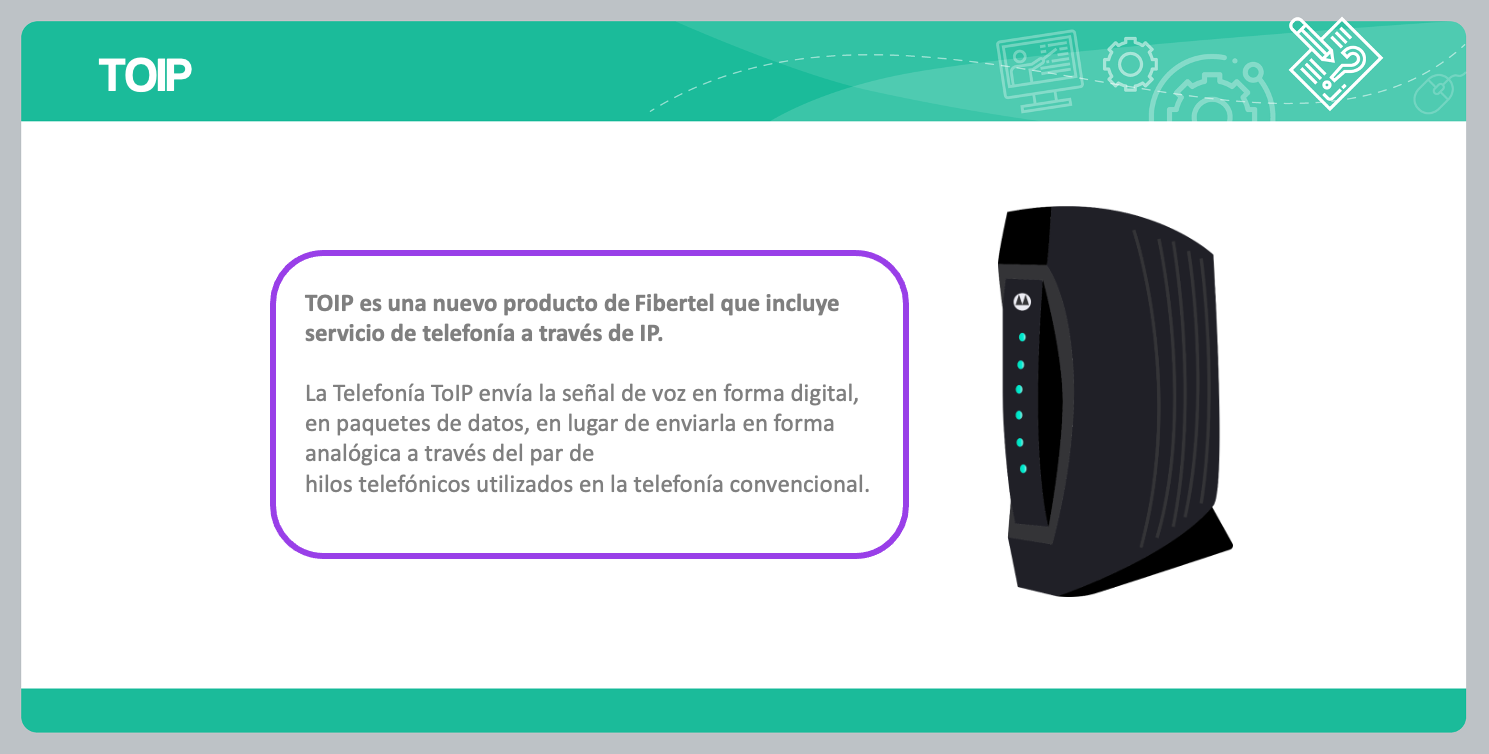 TOIP
TOIP es una nuevo producto de Fibertel que incluye
servicio de telefonía a través de IP.
La Telefonía ToIP envía la señal de voz en forma digital,
en paquetes de datos, en lugar de enviarla en forma
analógica a través del par de
hilos telefónicos utilizados en la telefonía convencional.